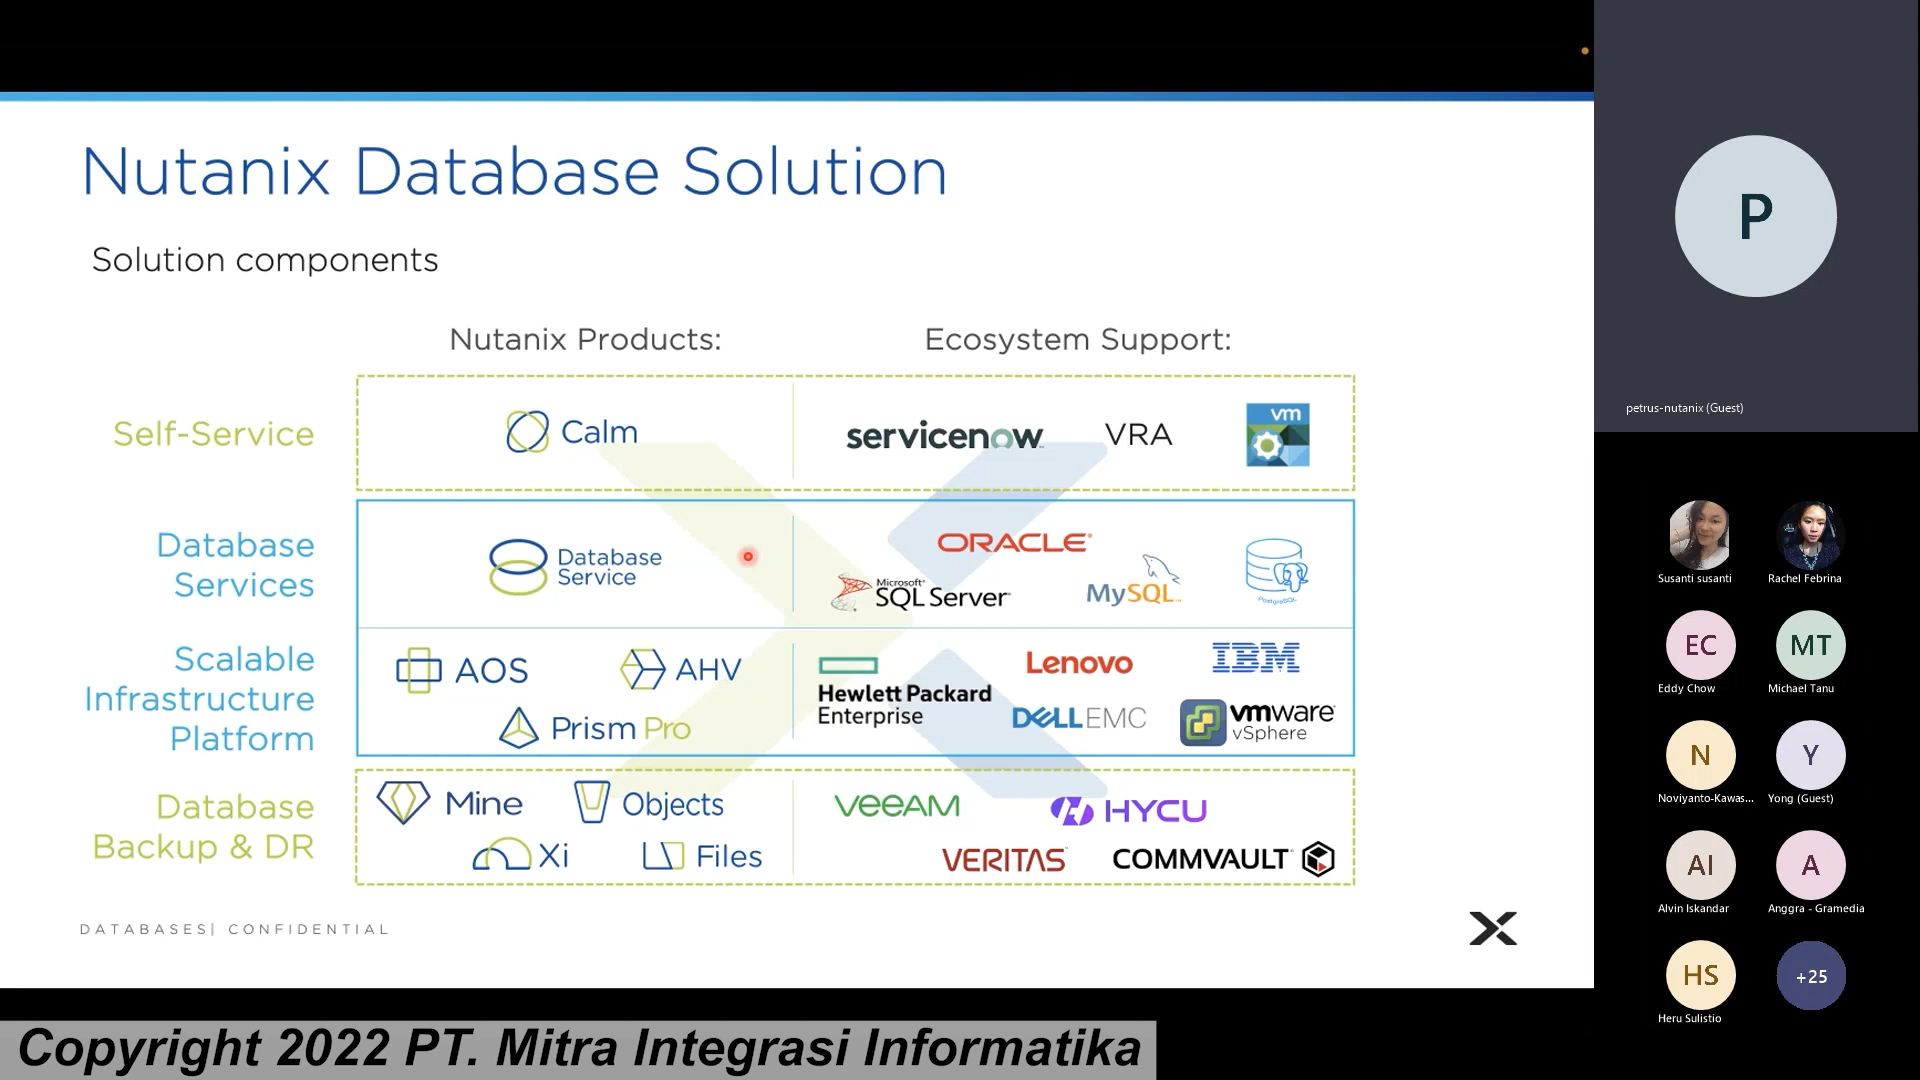 Nutanix Database Solution
Solution components
Nutanix Products:
Ecosystem Support:
Self-Service
Calm
servicenow
VRA
vm
Database
Services
Database
Service
ORACLE
Microsoft
SQL Server
MySQL
PostgreSQL
Scalable
Infrastructure
Platform
AOS
AHV
Prism Pro
Hewlett Packard
Enterprise
Lenovo
IBM
DELL EMC
vmware
vSphere
Database
Backup & DR
Mine
Objects
Xi
Files
VEEAM
HYCU
VERITAS
COMMVAULT
DATABASES| CONFIDENTIAL
P
petrus-nutanix (Guest)
Susanti susanti
Rachel Febrina
EC
MT
Eddy Chow
Michael Tanu
N
Y
Noviyanto-Kawas...
Yong (Guest)
AI
A
Alvin Iskandar
Anggra - Gramedia
HS
+25
Heru Sulistio
Copyright 2022 PT. Mitra Integrasi Informatika